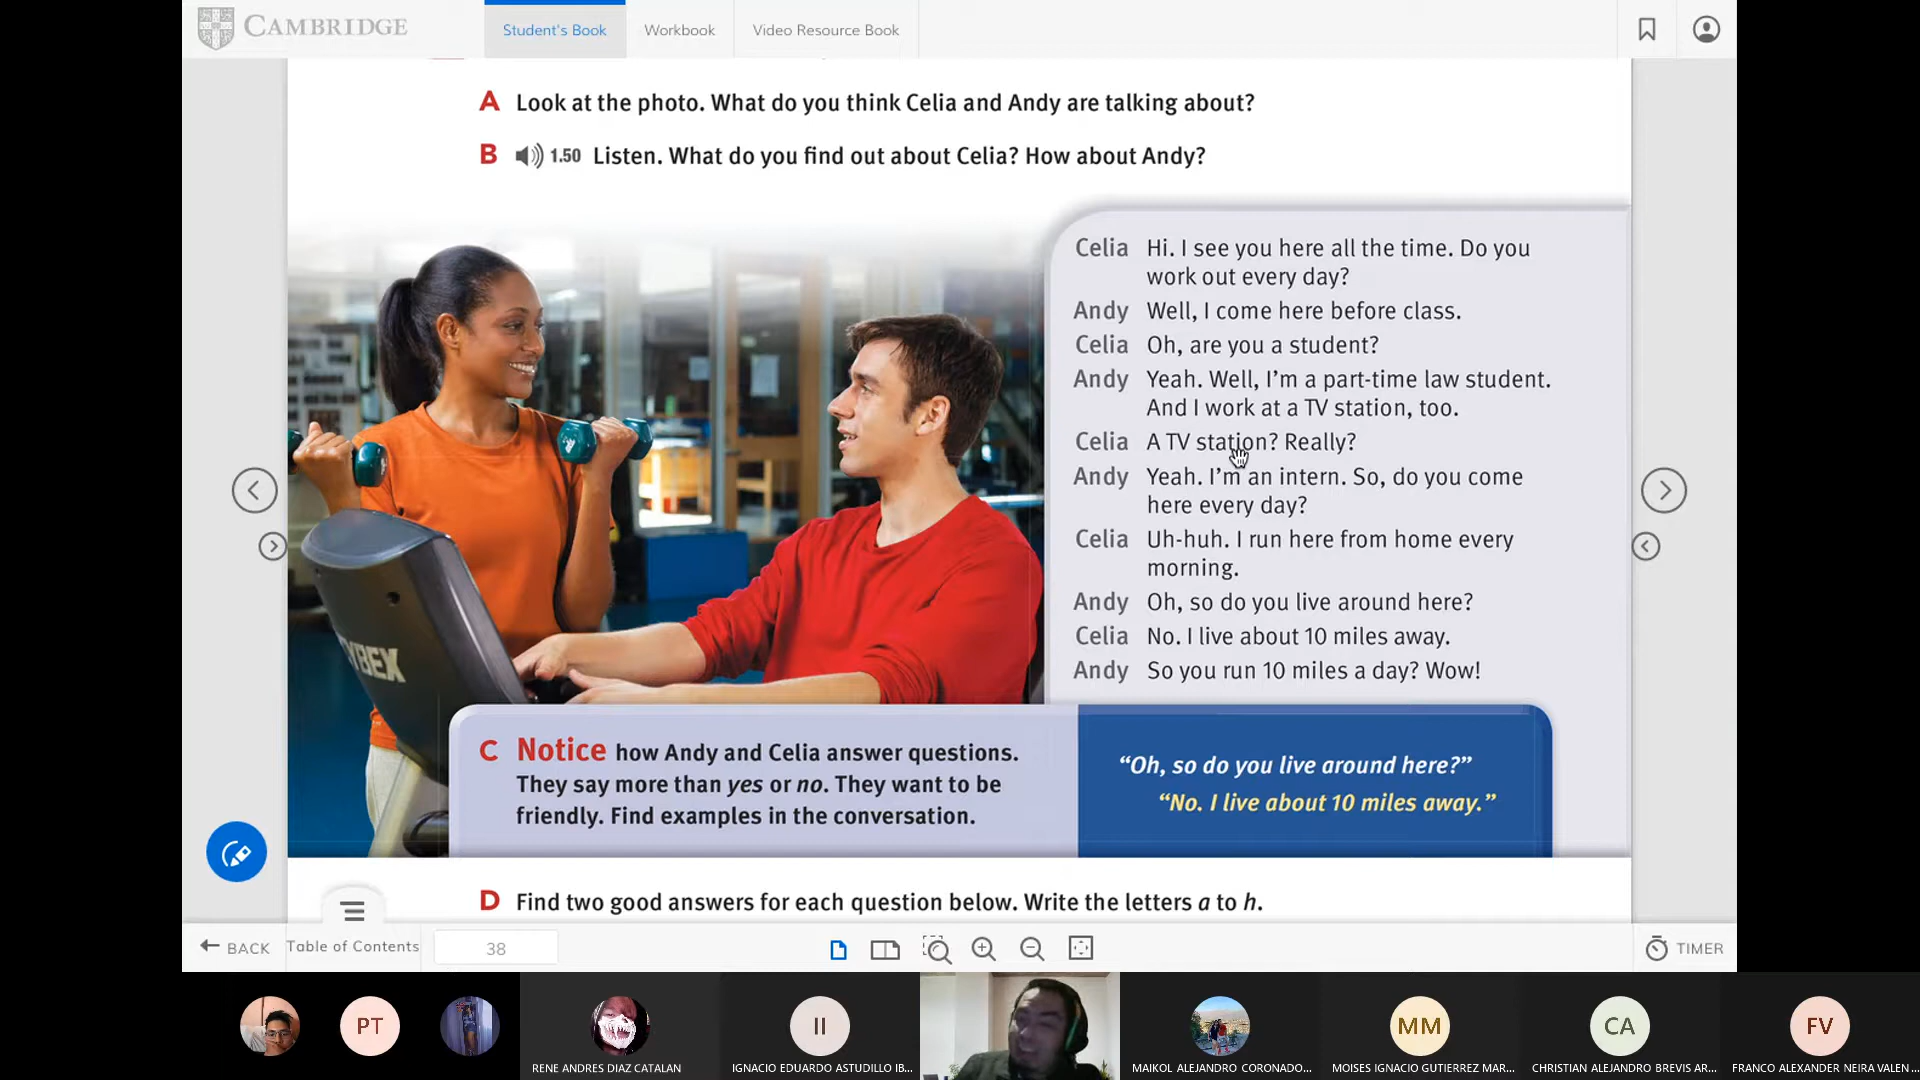 CAMBRIDGE
Student's Book
Workbook
Video Resource Book
A Look at the photo. What do you think Celia and Andy are talking about?
B 1.50 Listen. What do you find out about Celia? How about Andy?
Celia Hi. I see you here all the time. Do you
work out every day?
Andy Well, I come here before class.
Celia Oh, are you a student?
Andy Yeah. Well, I'm a part-time law student.
And I work at a TV station, too.
Celia A TV station? Really?
Andy Yeah. I'm an intern. So, do you come
here every day?
Celia Uh-huh. I run here from home every
morning.
Andy Oh, so do you live around here?
Celia No. I live about 10 miles away.
Andy So you run 10 miles a day? Wow!
CYBEX
C Notice how Andy and Celia answer questions.
They say more than yes or no. They want to be
friendly. Find examples in the conversation.
“Oh, so do you live around here?”
“No. I live about 10 miles away.”
D Find two good answers for each question below. Write the letters a to h.
BACK
Table of Contents
38
TIMER
PT
II
MM
CA
FV
RENE ANDRES DIAZ CATALAN
IGNACIO EDUARDO ASTUDILLO IB...
MAIKOL ALEJANDRO CORONADO...
MOISES IGNACIO GUTIERREZ MAR...
CHRISTIAN ALEJANDRO BREVIS AR...
FRANCO ALEXANDER NEIRA VALEN...